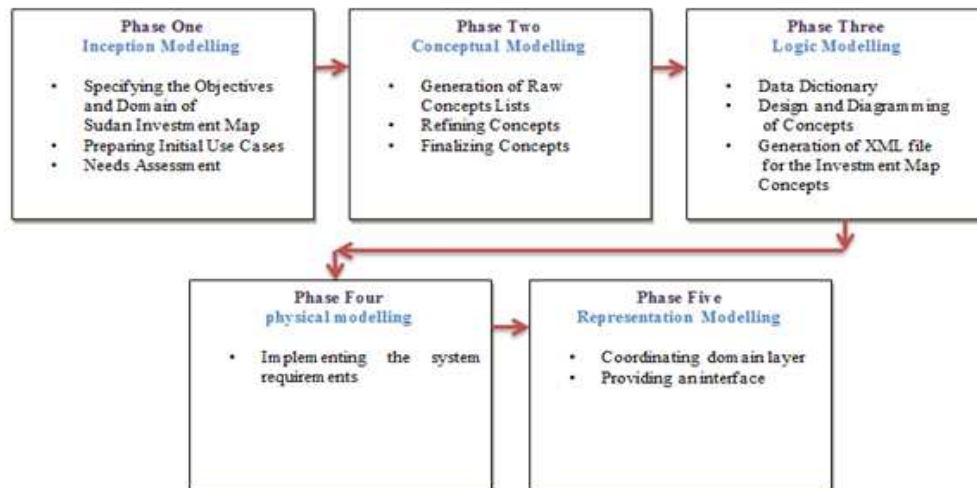 Phase One
Inception Modelling
• Specifying the Objectives
and Domain of
Sudan Investment Map
• Preparing Initial Use Cases
• Needs Assessment
Phase Two
Conceptual Modelling
• Generation of Raw
Concepts Lists
• Refining Concepts
• Finalizing Concepts
Phase Three
Logic Modelling
• Data Dictionary
• Design and Diagramming
of Concepts
• Generation of XML file
for the Investment Map
Concepts
Phase Four
physical modelling
• Implementing the system
requirements
Phase Five
Representation Modelling
• Coordinating domain layer
• Providing an interface